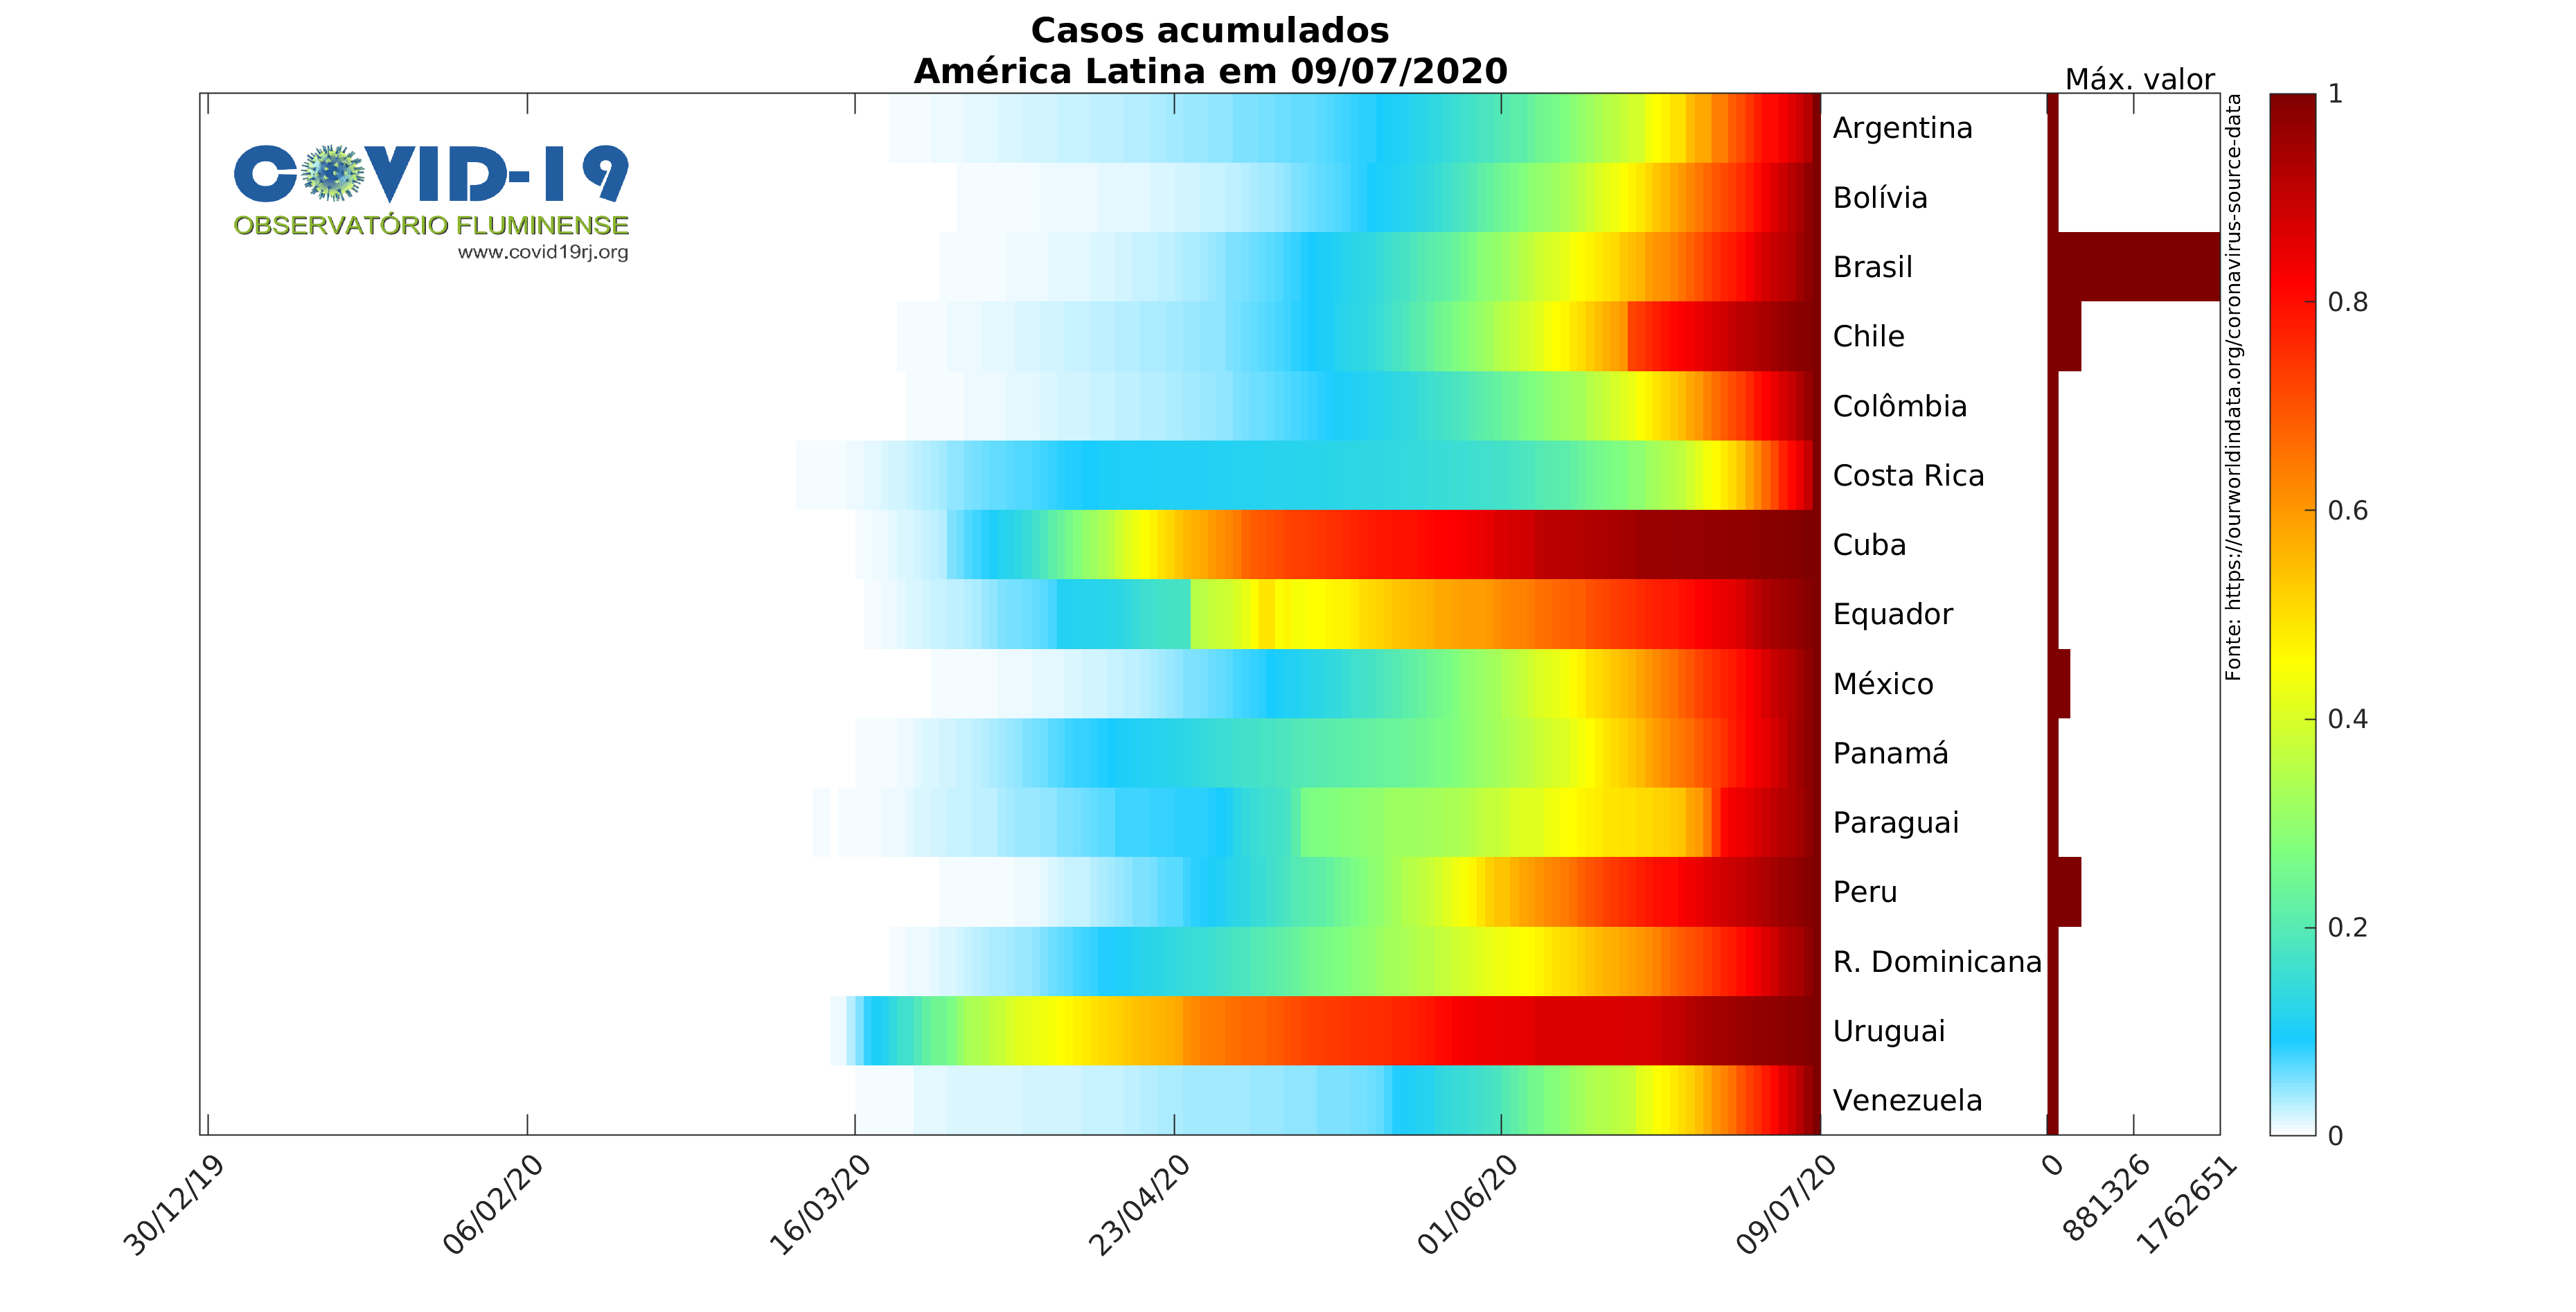 Casos acumulados
América Latina em 09/07/2020
Máx. valor
COVID-19
OBSERVATÓRIO FLUMINENSE
www.covid19rj.org
Argentina
Bolívia
Brasil
Chile
Colômbia
Costa Rica
Cuba
Equador
México
Panamá
Paraguai
Peru
R. Dominicana
Uruguai
Venezuela
Fonte: https://ourworldindata.org/coronavirus-source-data
1
0.8
0.6
0.4
0.2
0
30/12/19
06/02/20
16/03/20
23/04/20
01/06/20
09/07/20
0
881326
1762651